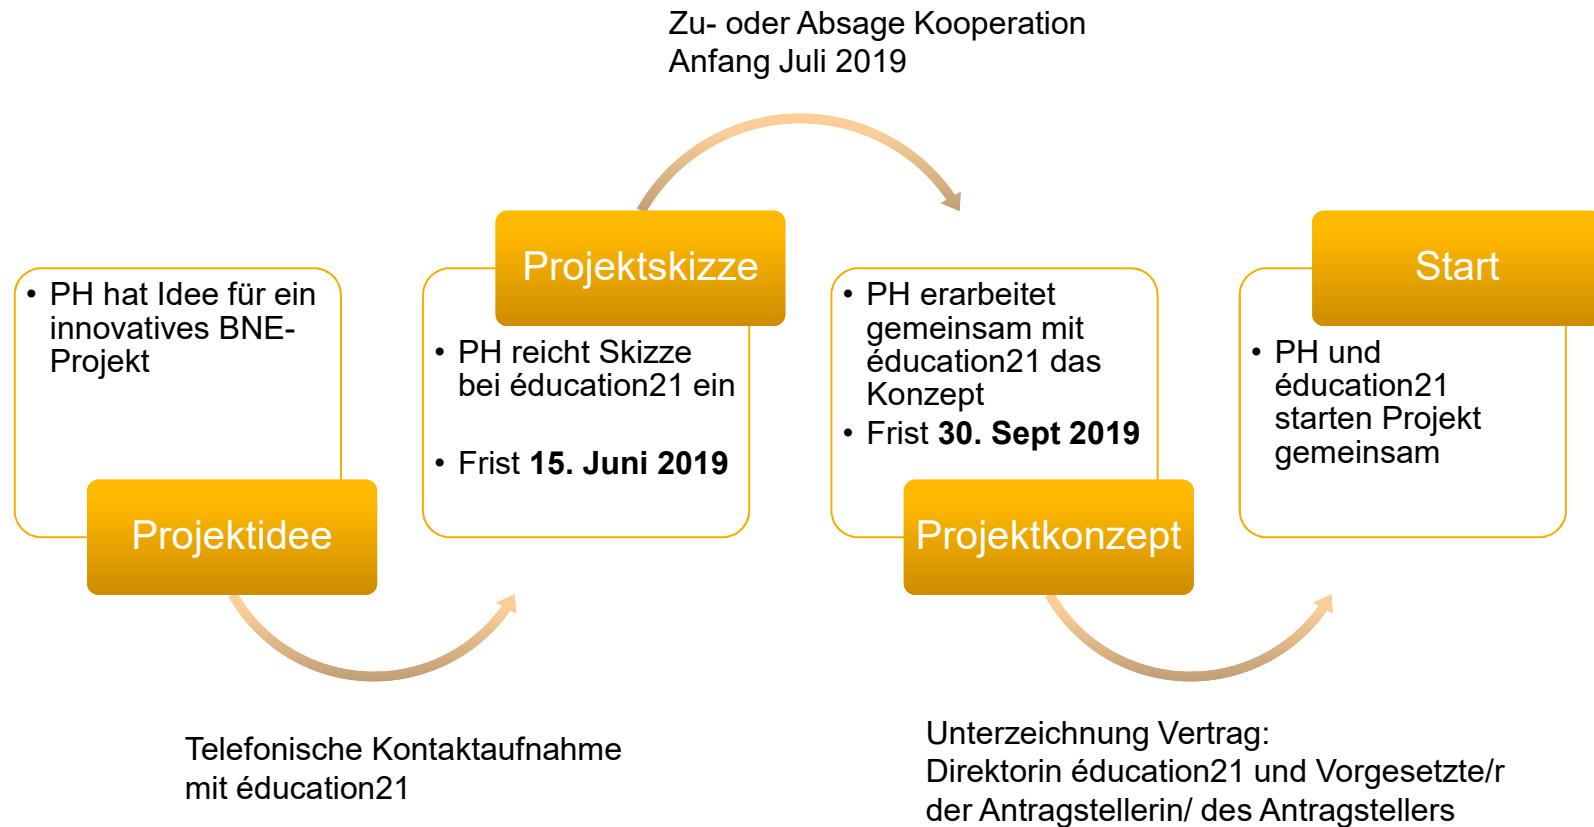 Zu- oder Absage Kooperation
Anfang Juli 2019
• PH hat Idee für ein
innovatives BNE-
Projekt
Projektidee
Telefonische Kontaktaufnahme
mit éducation21
Projektskizze
• PH reicht Skizze
bei éducation21 ein
• Frist 15. Juni 2019
• PH erarbeitet
gemeinsam mit
éducation21 das
Konzept
• Frist 30. Sept 2019
Projektkonzept
Unterzeichnung Vertrag:
Direktorin éducation21 und Vorgesetzte/r
der Antragstellerin/ des Antragstellers
Start
• PH und
éducation21
starten Projekt
gemeinsam